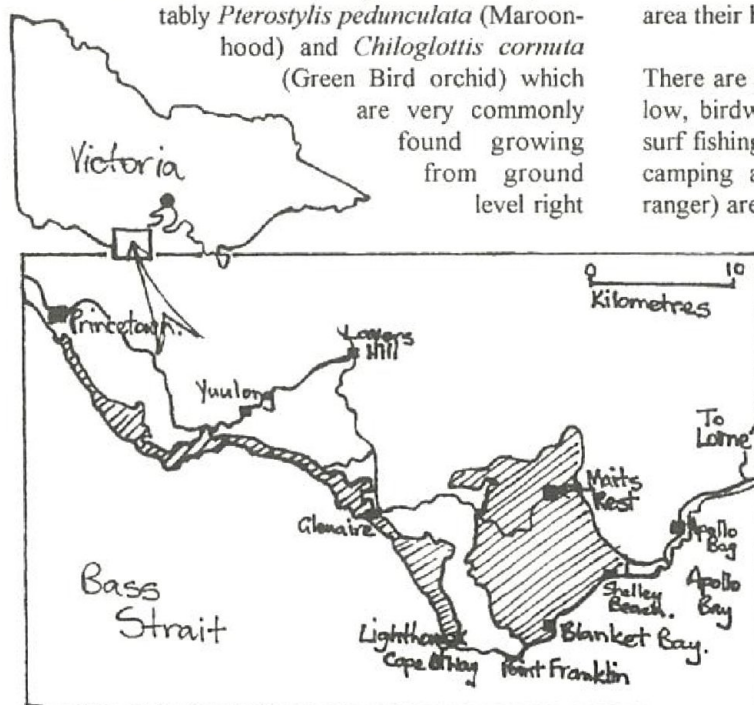 tably Pterostylis pedunculata (Maroon-
hood) and Chiloglottis cornuta
(Green Bird orchid) which
are very commonly
found growing
from ground
level right
area their
There are
low, birdw
surf fishing
camping a
ranger) are
Victoria
0 10
Kilometres
Princetown.
Lavers
Hill
Yuulong
To
Lorne
Maits
Rest
Glenaire
Apollo
Bay
Shelley
Beach.
Apollo
Bay
Bass
Strait
Blanket Bay.
Lighthouse
Cape Otway
Point Franklin